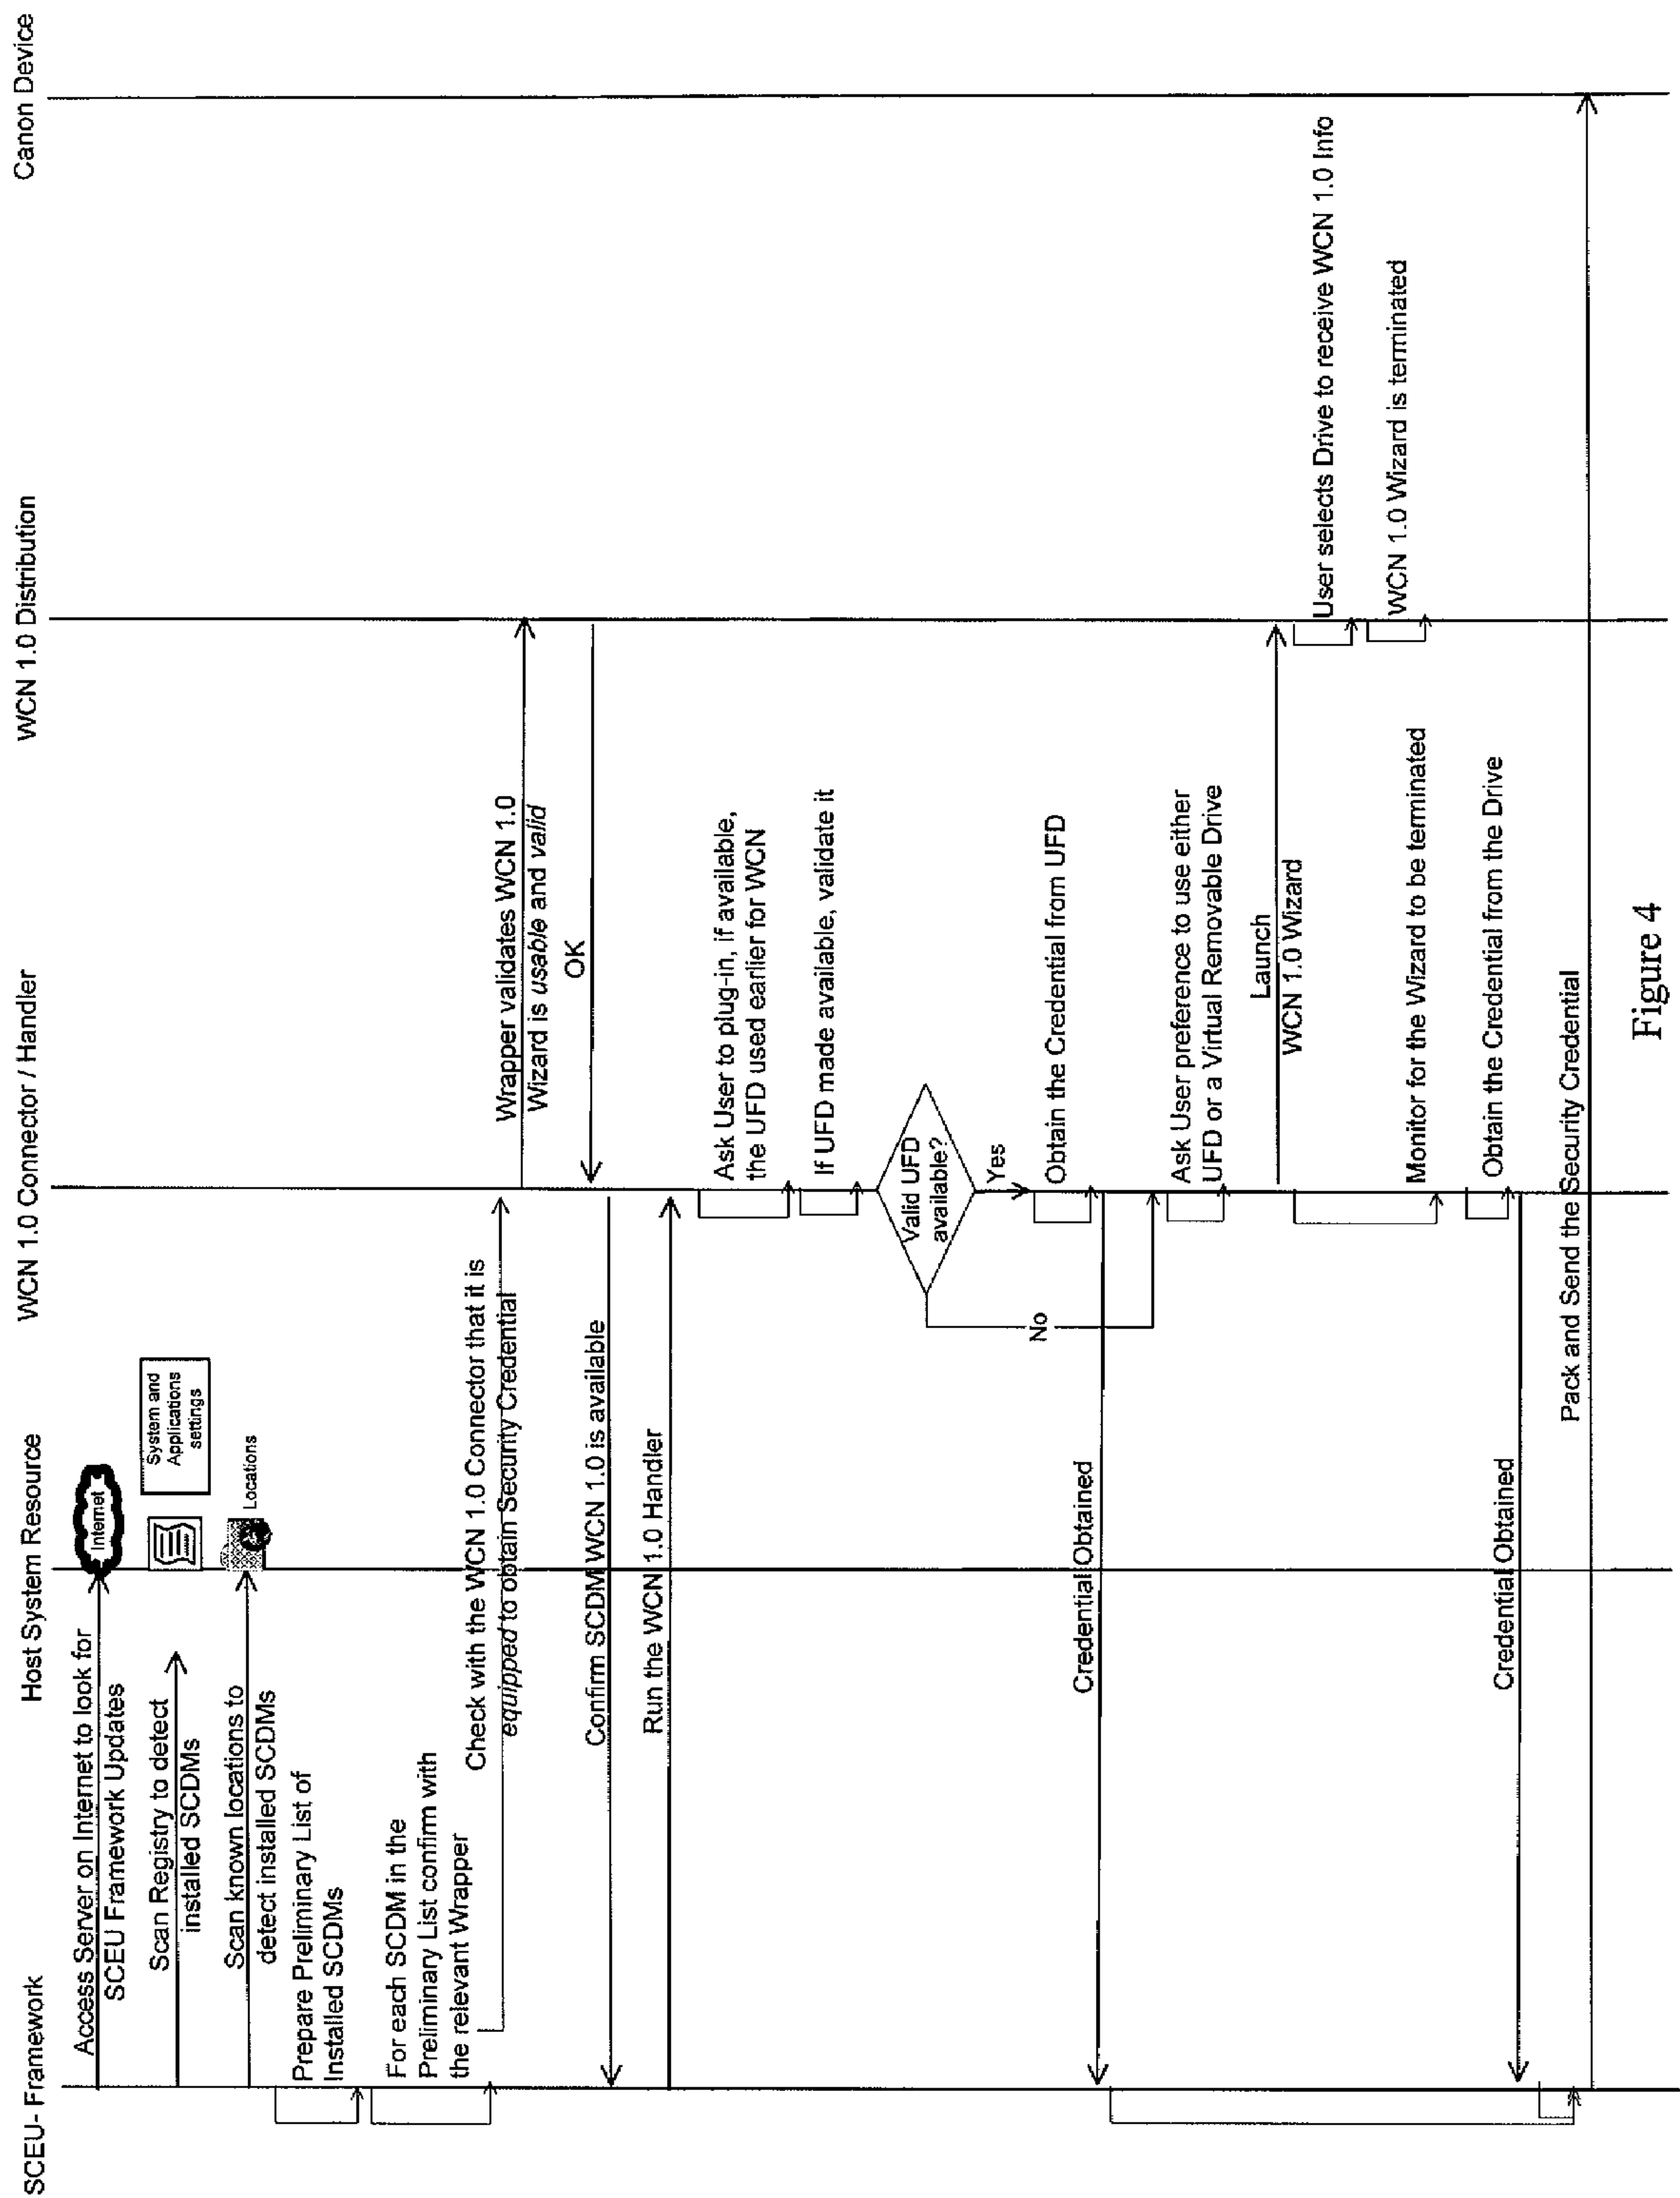 SCEU- Framework
Host System Resource
WCN 1.0 Connector / Handler
WCN 1.0 Distribution
Canon Device
Access Server on Internet to look for
SCEU Framework Updates
Internet
Scan Registry to detect
installed SCDMs
System and
Applications
settings
Scan known locations to
detect installed SCDMs
Locations
Prepare Preliminary List of
Installed SCDMs
For each SCDM in the
Preliminary List confirm with
the relevant Wrapper
Check with the WCN 1.0 Connector that it is
equipped to obtain Security Credential
Wrapper validates WCN 1.0
Wizard is usable and valid
OK
Confirm SCDM WCN 1.0 is available
Run the WCN 1.0 Handler
Ask User to plug-in, if available,
the UFD used earlier for WCN
If UFD made available, validate it
Valid UFD
available?
Yes
No
Obtain the Credential from UFD
Credential Obtained
Ask User preference to use either
UFD or a Virtual Removable Drive
Launch
WCN 1.0 Wizard
User selects Drive to receive WCN 1.0 Info
WCN 1.0 Wizard is terminated
Monitor for the Wizard to be terminated
Obtain the Credential from the Drive
Credential Obtained
Pack and Send the Security Credential
Figure 4